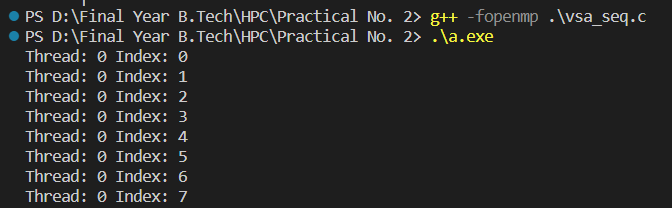 PS D:\Final Year B.Tech\HPC\Practical No. 2> g++ -fopenmp .\vsa_seq.c
PS D:\Final Year B.Tech\HPC\Practical No. 2> .\a.exe
Thread: 0 Index: 0
Thread: 0 Index: 1
Thread: 0 Index: 2
Thread: 0 Index: 3
Thread: 0 Index: 4
Thread: 0 Index: 5
Thread: 0 Index: 6
Thread: 0 Index: 7